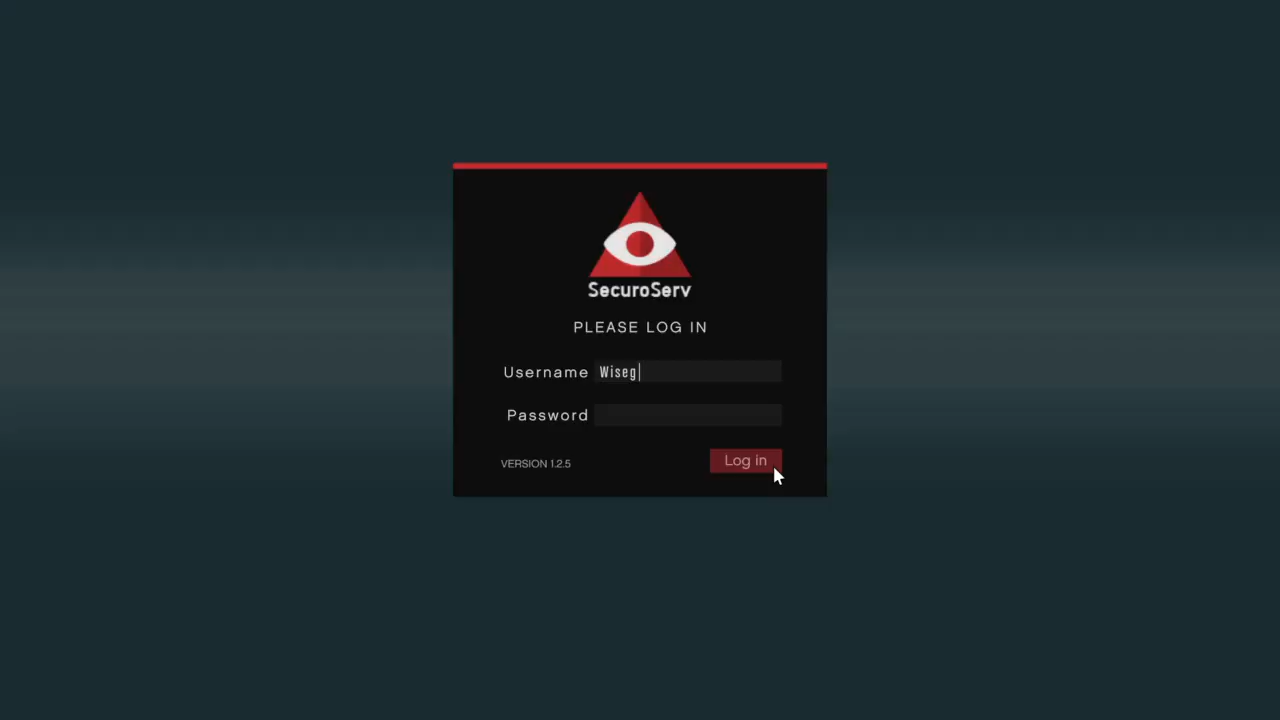 SecuroServ
PLEASE LOG IN
Username Wiseg
Password
VERSION 1.2.5 Log in